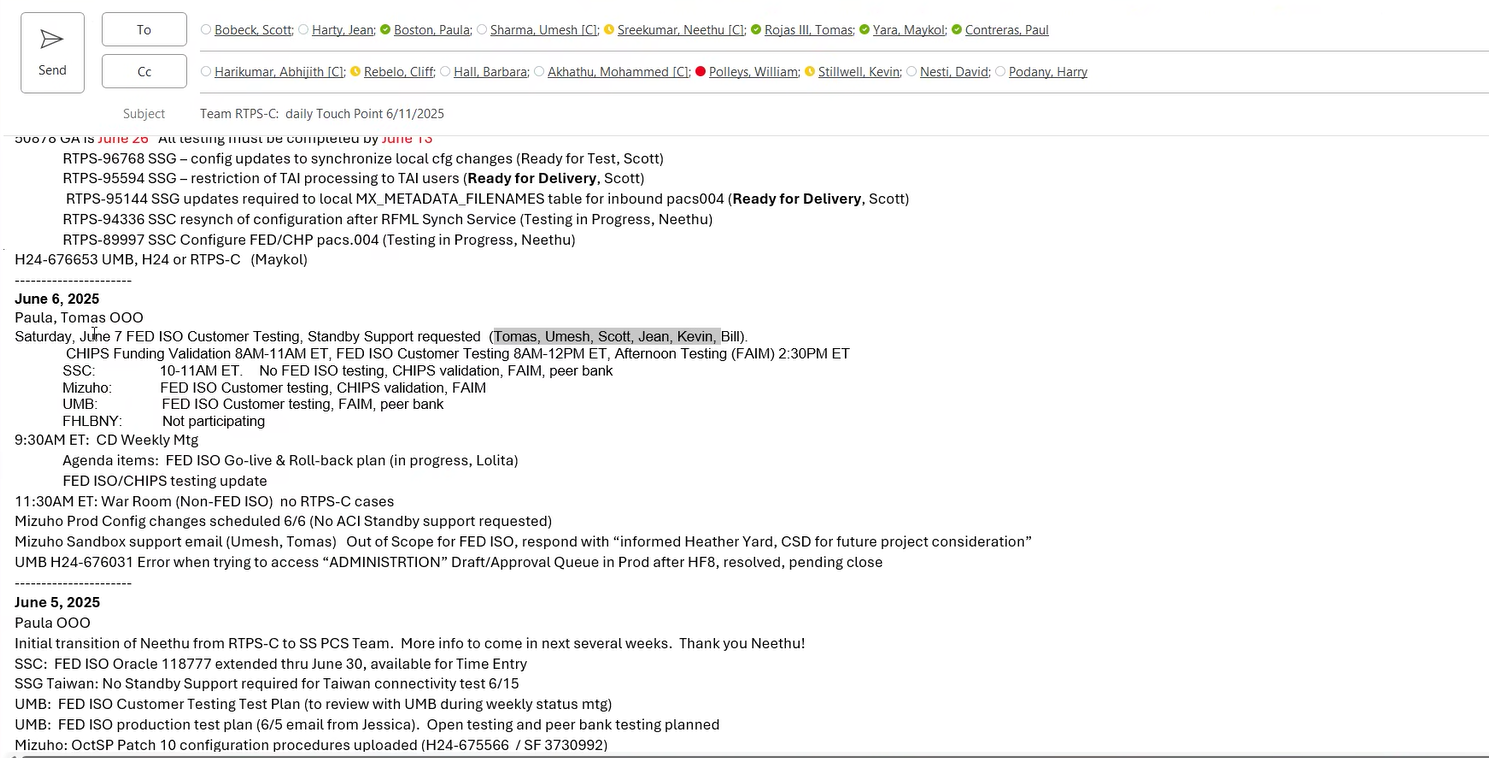 To
Bobeck, Scott; Harty, Jean; Boston, Paula; Sharma, Umesh [C]; Sreekumar, Neethu [C]; Rojas III, Tomas; Yara, Maykol; Contreras, Paul
Send
Cc
Harikumar, Abhijith [C]; Rebelo, Cliff; Hall, Barbara; Akhathu, Mohammed [C]; Polleys, William; Stillwell, Kevin; Nesti, David; Podany, Harry
Subject
Team RTPS-C: daily Touch Point 6/11/2025
50878 GA is June 26 All testing must be completed by June 13
RTPS-96768 SSG – config updates to synchronize local cfg changes (Ready for Test, Scott)
RTPS-95594 SSG – restriction of TAI processing to TAI users (Ready for Delivery, Scott)
RTPS-95144 SSG updates required to local MX_METADATA_FILENAMES table for inbound pacs004 (Ready for Delivery, Scott)
RTPS-94336 SSC resynch of configuration after RFML Synch Service (Testing in Progress, Neethu)
RTPS-89997 SSC Configure FED/CHP pacs.004 (Testing in Progress, Neethu)
H24-676653 UMB, H24 or RTPS-C (Maykol)
----------------------
June 6, 2025
Paula, Tomas OOO
Saturday, June 7 FED ISO Customer Testing, Standby Support requested (Tomas, Umesh, Scott, Jean, Kevin, Bill).
CHIPS Funding Validation 8AM-11AM ET, FED ISO Customer Testing 8AM-12PM ET, Afternoon Testing (FAIM) 2:30PM ET
SSC: 10-11AM ET. No FED ISO testing, CHIPS validation, FAIM, peer bank
Mizuho: FED ISO Customer testing, CHIPS validation, FAIM
UMB: FED ISO Customer testing, FAIM, peer bank
FHLBNY: Not participating
9:30AM ET: CD Weekly Mtg
Agenda items: FED ISO Go-live & Roll-back plan (in progress, Lolita)
FED ISO/CHIPS testing update
11:30AM ET: War Room (Non-FED ISO) no RTPS-C cases
Mizuho Prod Config changes scheduled 6/6 (No ACI Standby support requested)
Mizuho Sandbox support email (Umesh, Tomas) Out of Scope for FED ISO, respond with “informed Heather Yard, CSD for future project consideration”
UMB H24-676031 Error when trying to access “ADMINISTRTION” Draft/Approval Queue in Prod after HF8, resolved, pending close
----------------------
June 5, 2025
Paula OOO
Initial transition of Neethu from RTPS-C to SS PCS Team. More info to come in next several weeks. Thank you Neethu!
SSC: FED ISO Oracle 118777 extended thru June 30, available for Time Entry
SSG Taiwan: No Standby Support required for Taiwan connectivity test 6/15
UMB: FED ISO Customer Testing Test Plan (to review with UMB during weekly status mtg)
UMB: FED ISO production test plan (6/5 email from Jessica). Open testing and peer bank testing planned
Mizuho: OctSP Patch 10 configuration procedures uploaded (H24-675566 / SF 3730992)